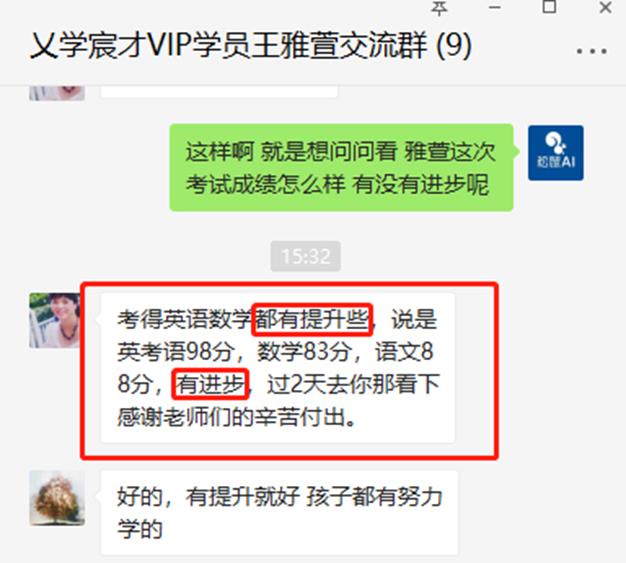 乂学宸才VIP学员王雅萱交流群 (9)
这样啊 就是想问问看 雅萱这次
考试成绩怎么样 有没有进步呢
松鼠AI
15:32
考得英语数学都有提升些，说是
英考语98分，数学83分，语文8
8分，有进步，过2天去你那看下
感谢老师们的辛苦付出。
好的，有提升就好 孩子都有努力
学的